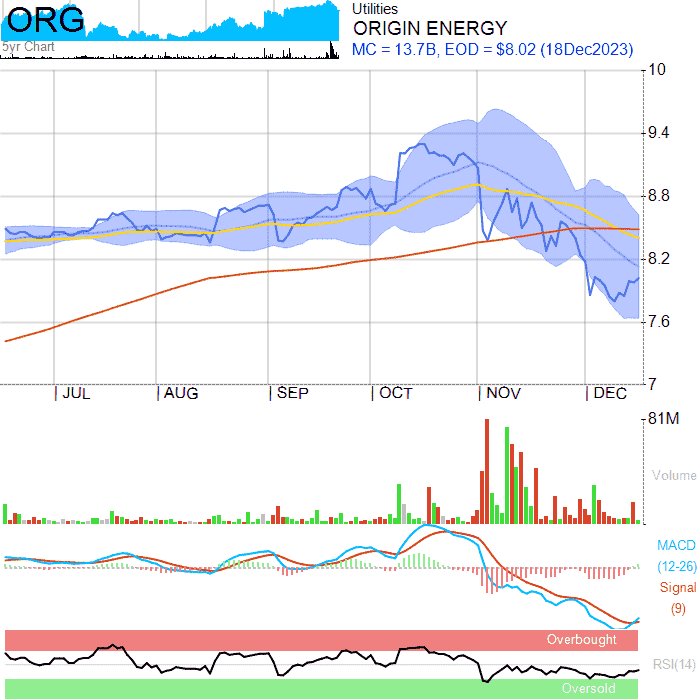 ORG
5yr Chart
Utilities
ORIGIN ENERGY
MC = 13.7B, EOD = $8.02 (18Dec2023)
10
9.4
8.8
8.2
7.6
7
JUL AUG SEP OCT NOV DEC
81M
Volume
MACD
(12-26)
Signal
(9)
Overbought
RSI(14)
Oversold